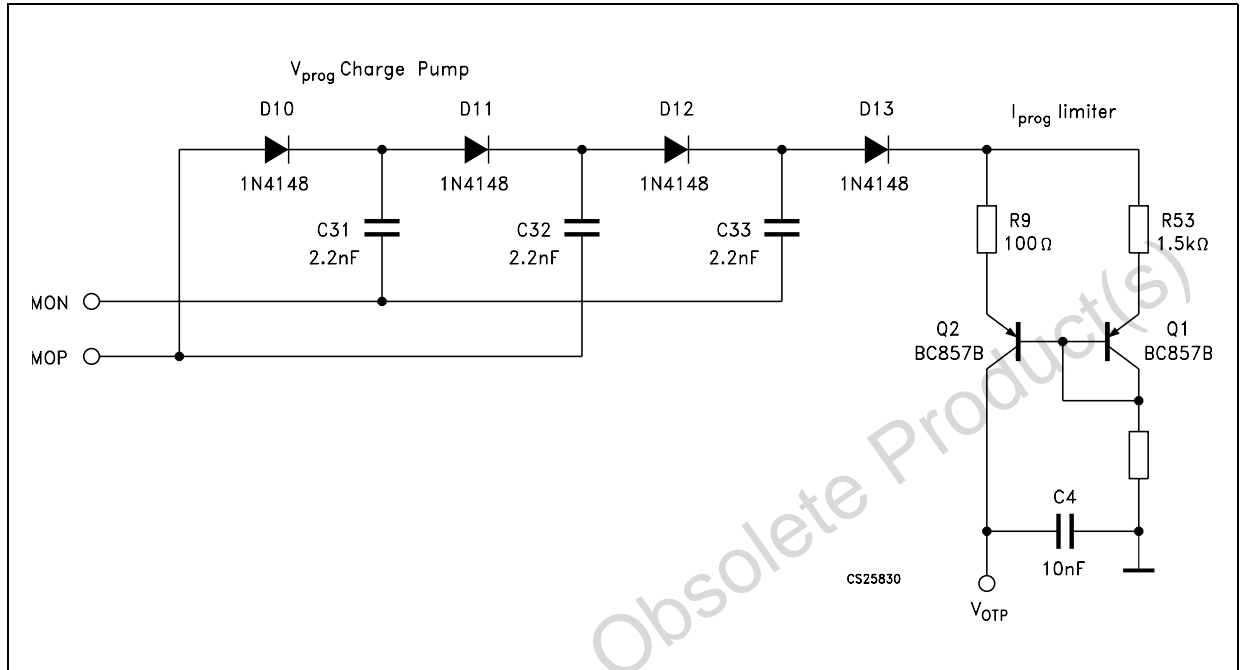 V_prog Charge Pump
D10 D11 D12 D13
I_prog limiter
1N4148 1N4148 1N4148 1N4148
C31 C32 C33
2.2nF 2.2nF 2.2nF
R9 R53
100Ω 1.5kΩ
MON
MOP
Q2 Q1
BC857B BC857B
C4
10nF
CS25830
V_OTP
Obsolete Product(s)